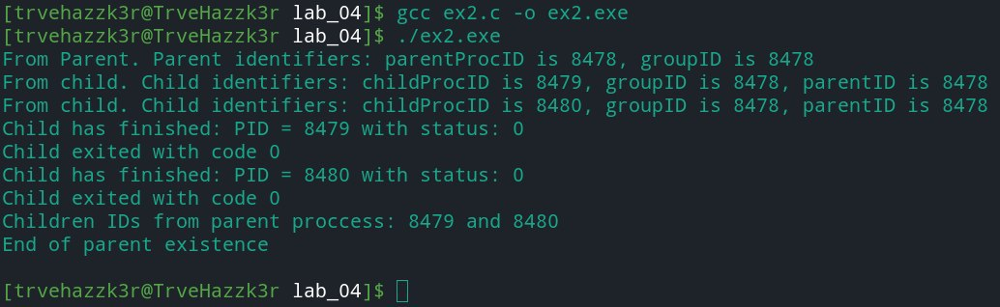 [trvehazzk3r@TrveHazzk3r lab_04]$ gcc ex2.c -o ex2.exe
[trvehazzk3r@TrveHazzk3r lab_04]$ ./ex2.exe
From Parent. Parent identifiers: parentProcID is 8478, groupID is 8478
From child. Child identifiers: childProcID is 8479, groupID is 8478, parentID is 8478
From child. Child identifiers: childProcID is 8480, groupID is 8478, parentID is 8478
Child has finished: PID = 8479 with status: 0
Child exited with code 0
Child has finished: PID = 8480 with status: 0
Child exited with code 0
Children IDs from parent proccess: 8479 and 8480
End of parent existence
[trvehazzk3r@TrveHazzk3r lab_04]$